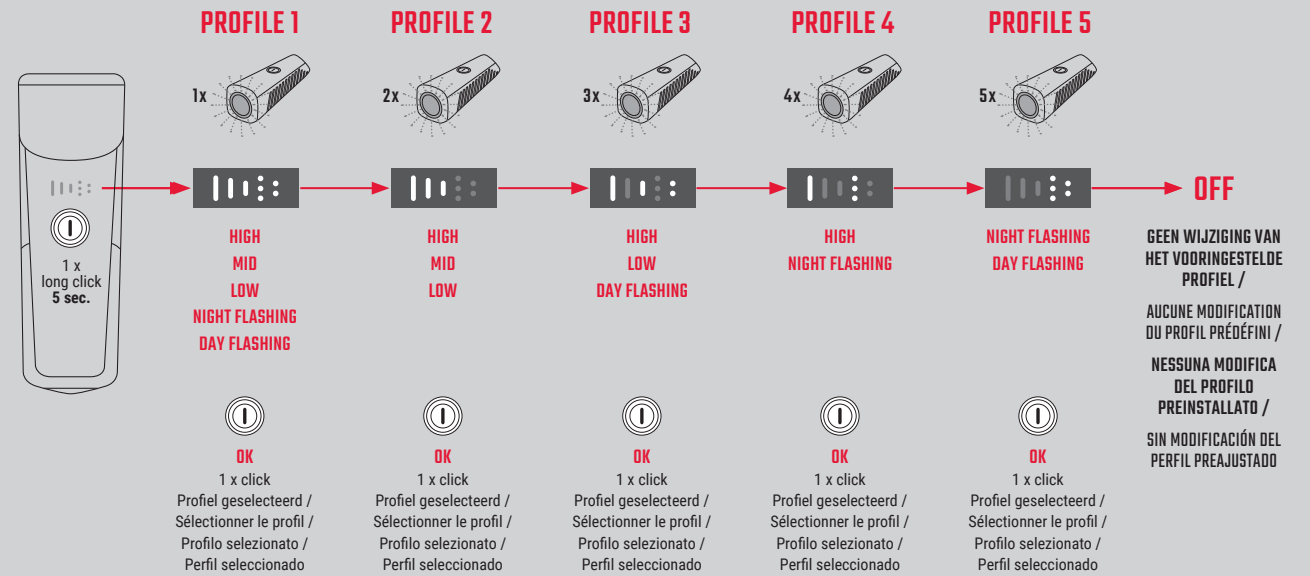 PROFILE 1
PROFILE 2
PROFILE 3
PROFILE 4
PROFILE 5
1x
2x
3x
4x
5x
1 x
long click
5 sec.
HIGH
MID
LOW
NIGHT FLASHING
DAY FLASHING
HIGH
MID
LOW
HIGH
LOW
DAY FLASHING
HIGH
NIGHT FLASHING
NIGHT FLASHING
DAY FLASHING
OFF
GEEN WIJZIGING VAN
HET VOORINGESTELDE
PROFIEL /
AUCUNE MODIFICATION
DU PROFIL PRÉDÉFINI /
NESSUNA MODIFICA
DEL PROFILO
PREINSTALLATO /
SIN MODIFICACIÓN DEL
PERFIL PREAJUSTADO
OK
1 x click
Profiel geselecteerd /
Sélectionner le profil /
Profilo selezionato /
Perfil seleccionado
OK
1 x click
Profiel geselecteerd /
Sélectionner le profil /
Profilo selezionato /
Perfil seleccionado
OK
1 x click
Profiel geselecteerd /
Sélectionner le profil /
Profilo selezionato /
Perfil seleccionado
OK
1 x click
Profiel geselecteerd /
Sélectionner le profil /
Profilo selezionato /
Perfil seleccionado
OK
1 x click
Profiel geselecteerd /
Sélectionner le profil /
Profilo selezionato /
Perfil seleccionado